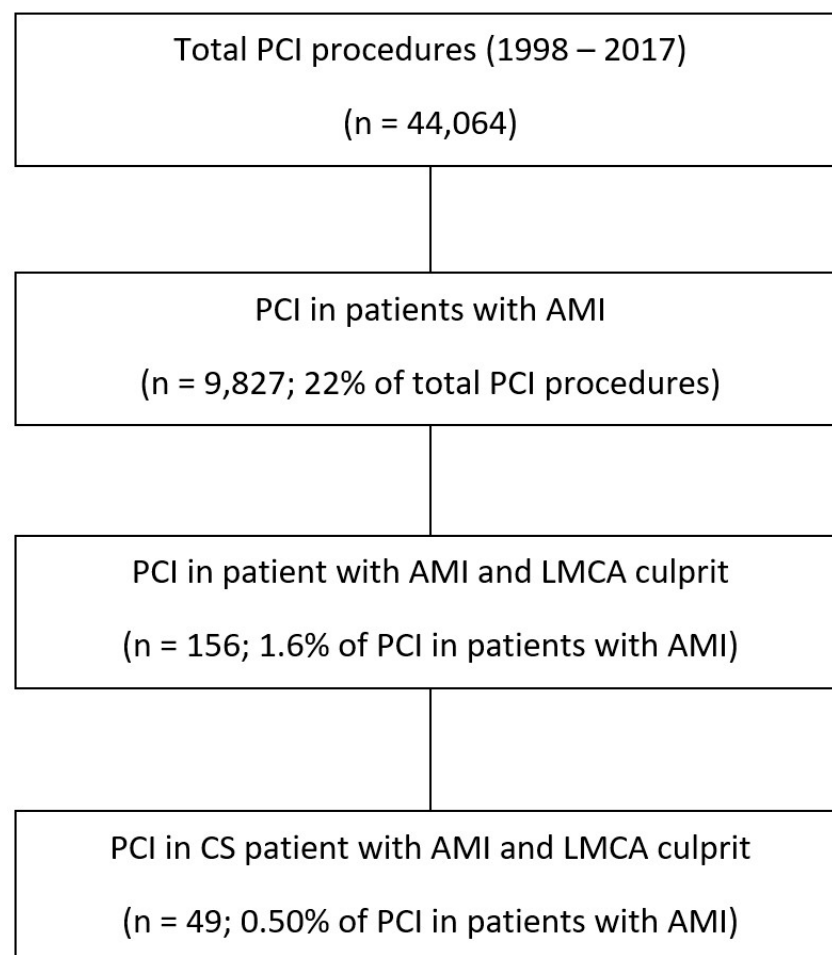 Total PCI procedures (1998 – 2017)
(n = 44,064)
PCI in patients with AMI
(n = 9,827; 22% of total PCI procedures)
PCI in patient with AMI and LMCA culprit
(n = 156; 1.6% of PCI in patients with AMI)
PCI in CS patient with AMI and LMCA culprit
(n = 49; 0.50% of PCI in patients with AMI)